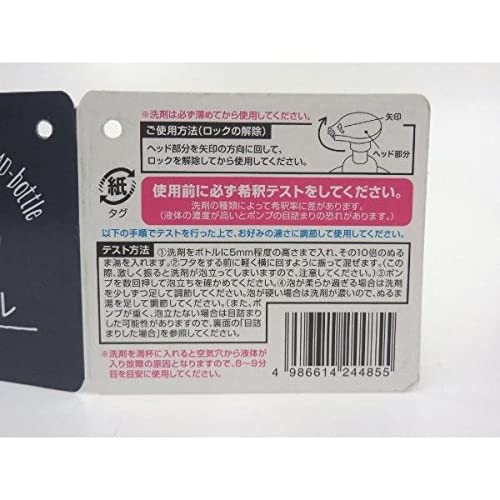 ※洗剤は必ず薄めてから使用してください。
ご使用方法(ロックの解除)
ヘッド部分を矢印の方向に回して、
ロックを解除してから使用してください。
矢印
ヘッド部分
紙
タグ
使用前に必ず希釈テストをしてください。
洗剤の種類によって希釈率に差があります。
(液体の濃度が高いとポンプの目詰まりの恐れがあります。)
以下の手順でテストを行った上で、お好みの濃さに調節して使用してください。
テスト方法 ①洗剤をボトルに5mm程度の高さまで入れ、その10倍のぬる
ま湯を入れます。②フタをする前に軽く横に回すように振って混ぜます。(この
際、激しく振ると洗剤が泡立ってしまいますので、注意してください。)③ポン
プを数回押して泡立ちを確かめてください。④泡が柔らか過ぎる場合は洗剤
を少しずつ足して調節してください。泡が硬い場合は洗剤が濃いので、ぬるま
湯を足して調節してください。(また、ポ
ンプが重く、泡立たない場合は目詰まり
した可能性がありますので、裏面の「目詰
まりした場合」を参照してください。
※洗剤を満杯に入れると空気穴から液体が
入り故障の原因となりますので、8〜9分
目を目安に使用してください。
4 986614 244855
AD-bottle
ル